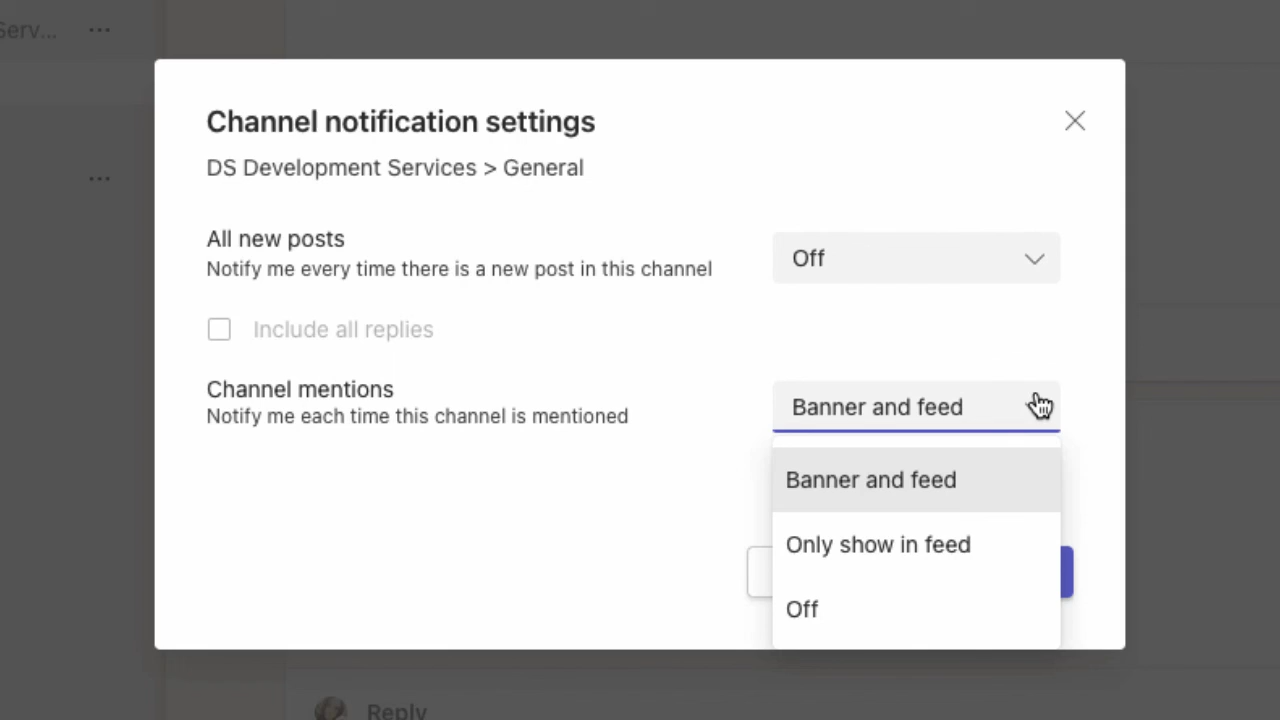 Serv...
Channel notification settings
DS Development Services > General
All new posts
Notify me every time there is a new post in this channel
Off
Include all replies
Channel mentions
Notify me each time this channel is mentioned
Banner and feed
Banner and feed
Only show in feed
Off
Reply